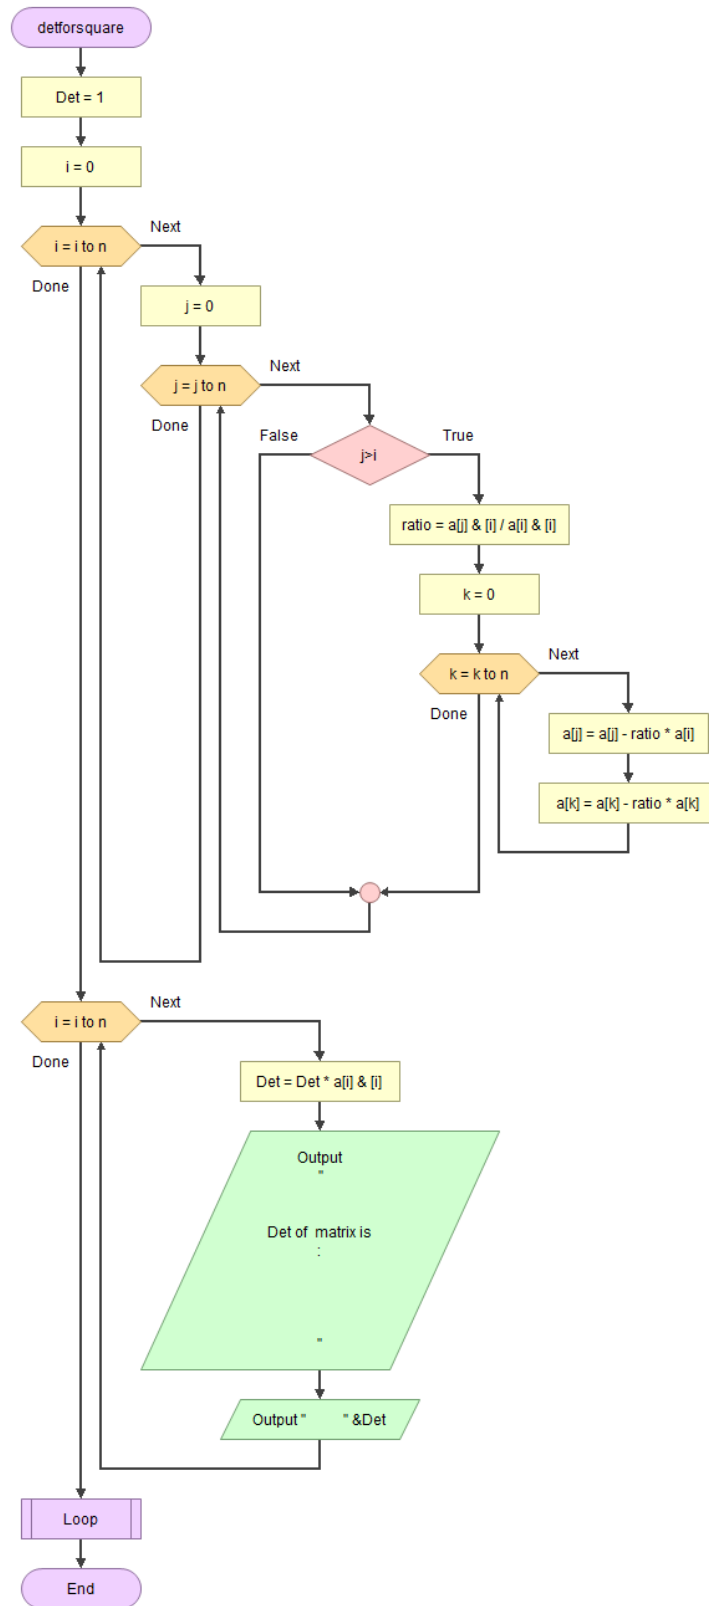 detforsquare
Det = 1
i = 0
i = i to n
Next
Done
j = 0
j = j to n
Next
Done
j>i
False
True
ratio = a[j] & [i] / a[i] & [i]
k = 0
k = k to n
Next
Done
a[j] = a[j] - ratio * a[i]
a[k] = a[k] - ratio * a[k]
i = i to n
Next
Done
Det = Det * a[i] & [i]
Output
"
Det of  matrix is
:
"
Output "          " &Det
Loop
End